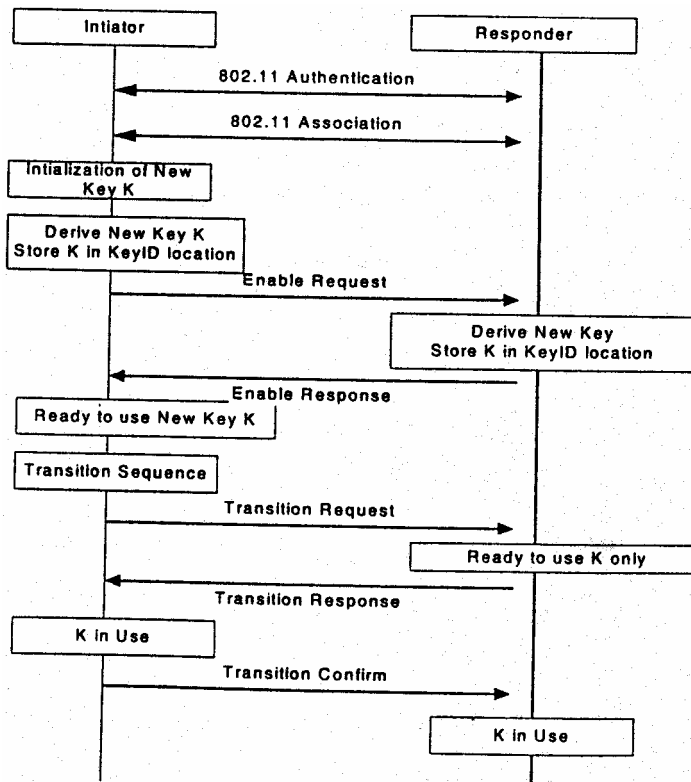 Intiator
Responder
802.11 Authentication
802.11 Association
Intialization of New
Key K
Derive New Key K
Store K in KeyID location
Enable Request
Derive New Key
Store K in KeyID location
Enable Response
Ready to use New Key K
Transition Sequence
Transition Request
Ready to use K only
Transition Response
K in Use
Transition Confirm
K in Use